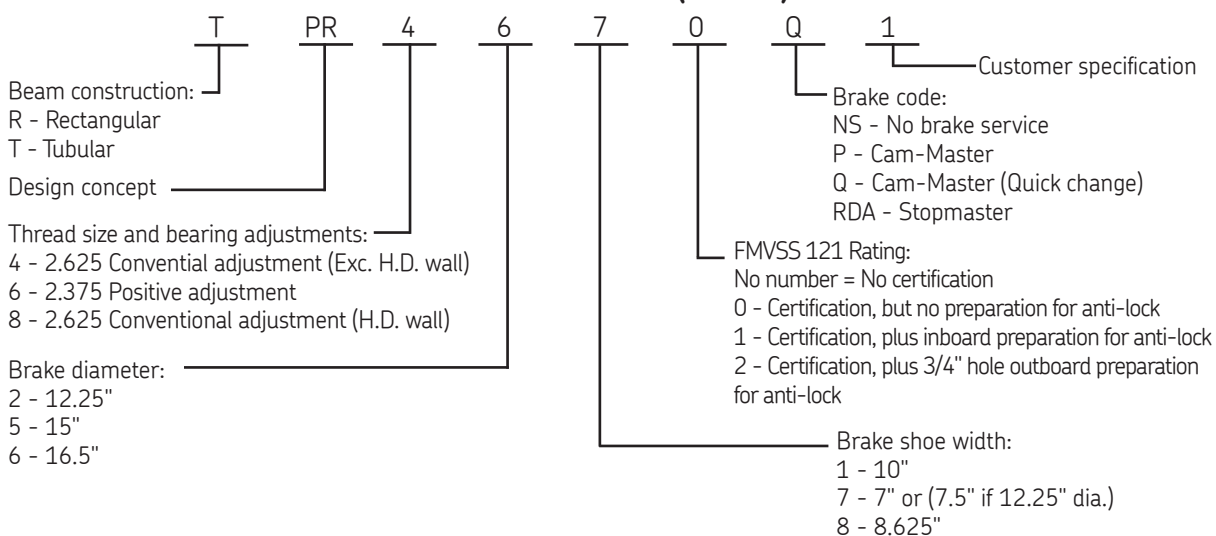 T PR 4 6 7 0 Q 1
Customer specification
Beam construction:
R - Rectangular
T - Tubular
Design concept
Thread size and bearing adjustments:
4 - 2.625 Convential adjustment (Exc. H.D. wall)
6 - 2.375 Positive adjustment
8 - 2.625 Conventional adjustment (H.D. wall)
Brake diameter:
2 - 12.25"
5 - 15"
6 - 16.5"
Brake code:
NS - No brake service
P - Cam-Master
Q - Cam-Master (Quick change)
RDA - Stopmaster
FMVSS 121 Rating:
No number = No certification
0 - Certification, but no preparation for anti-lock
1 - Certification, plus inboard preparation for anti-lock
2 - Certification, plus 3/4" hole outboard preparation
for anti-lock
Brake shoe width:
1 - 10"
7 - 7" or (7.5" if 12.25" dia.)
8 - 8.625"